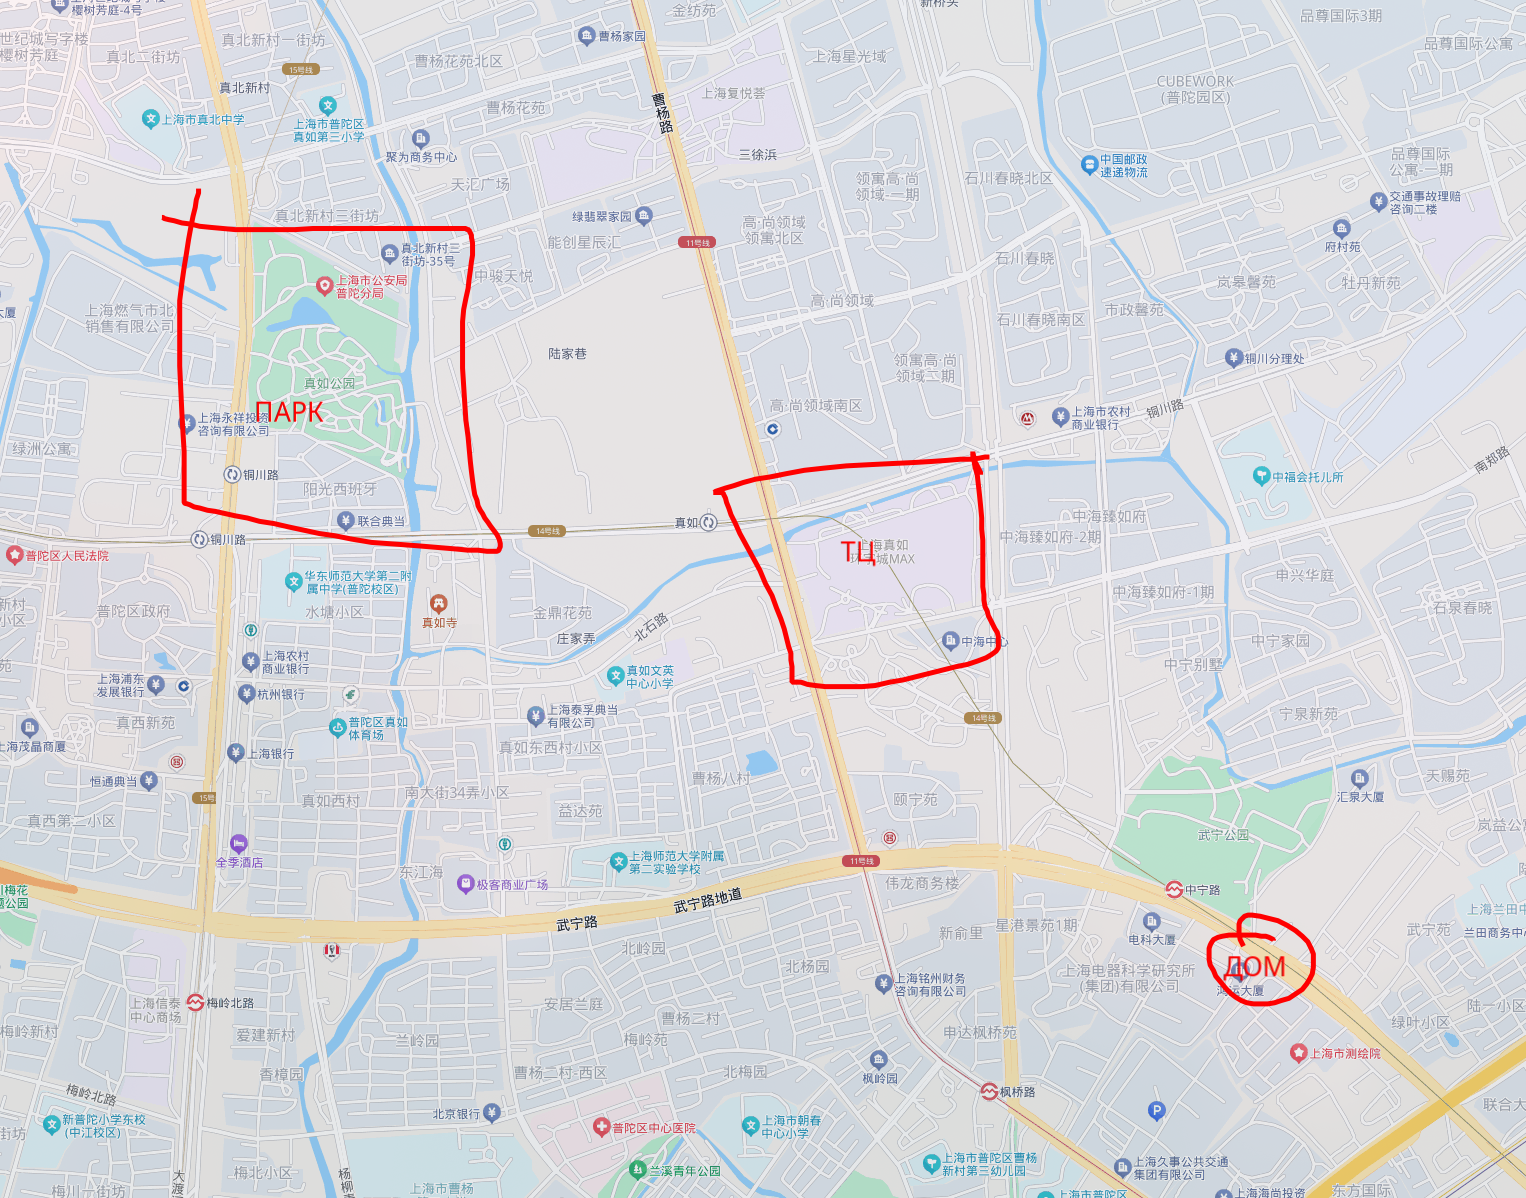 樱树芳庭-4号
世纪城写字楼
樱树芳庭
真北二街坊
真北新村一街坊
15号线
真北新村
上海市真北中学
上海市普陀区
真如第三小学
曹杨花苑北区
曹杨花苑
聚为商务中心
天汇广场
曹杨家园
金纺苑
曹杨路
上海复悦荟
三徐浜
上海星光域
新桥头
品尊国际3期
品尊国际公寓
CUBEWORK
(普陀园区)
中国邮政
速递物流
品尊国际
公寓-一期
交通事故理赔
咨询二楼
府村苑
岚皋馨苑
牡丹新苑
石川春晓北区
领寓高·尚
领域-一期
高·尚领域
领寓北区
绿翡翠家园
能创星辰汇
11号线
真北新村三街坊
真北新村三
街坊-35号
上海市公安局
普陀分局
中骏天悦
上海燃气市北
销售有限公司
大厦
陆家巷
高·尚领域
石川春晓
石川春晓南区
市政馨苑
铜川分理处
领寓高·尚
领域二期
高·尚领域南区
真如公园
ПАРК
上海永祥投资
咨询有限公司
绿洲公寓
铜川路
阳光西班牙
联合典当
上海市农村
商业银行
铜川路
中福会托儿所
南郑路
铜川路
14号线
真如
普陀区人民法院
上海真如
环宇城MAX
ТЦ
中海臻如府
中海臻如府-2期
中海臻如府-1期
申兴华庭
石泉春晓
华东师范大学第二附
属中学(普陀校区)
普陀区政府
新村
小区
水塘小区
真如寺
金鼎花苑
庄家弄
北石路
中海中心
中宁家园
中宁别墅
上海农村
商业银行
上海浦东
发展银行
杭州银行
真如文英
中心小学
真西新苑
上海茂晶商厦
普陀区真如
体育场
上海泰孚典当
有限公司
真如东西村小区
14号线
宁泉新苑
上海银行
恒通典当
15号
真如西村
南大街34弄小区
曹杨八村
益达苑
颐宁苑
真西第二小区
全季酒店
天赐苑
汇泉大厦
武宁公园
岚益公寓
上海师范大学附属
第二实验学校
11号线
极客商业广场
东江海
伟龙商务楼
中宁路
梅花
公园
武宁路
武宁路地道
新俞里
星港景苑1期
电科大厦
上海兰田中
兰田商务中心
武宁苑
北岭园
北杨园
上海铭州财务
咨询有限公司
上海电器科学研究所
(集团)有限公司
ДОМ
鸿运大厦
上海信泰
中心商场
梅岭北路
安居兰庭
曹杨二村
陆一小区
绿叶小区
梅岭新村
爱建新村
兰岭园
梅岭苑
申达枫桥苑
上海市测绘院
香樟园
曹杨二村-西区
北梅园
枫岭园
枫桥路
梅岭北路
新普陀小学东校
(中江校区)
北京银行
普陀区中心医院
上海市朝春
中心小学
P
联合大
街坊
梅北小区
兰溪青年公园
上海市普陀区曹杨
新村第三幼儿园
上海久事公共交通
集团有限公司
梅川一街坊
大渡
杨柳
上海市曹杨
上海市普陀区
上海海尚投资
东方国际